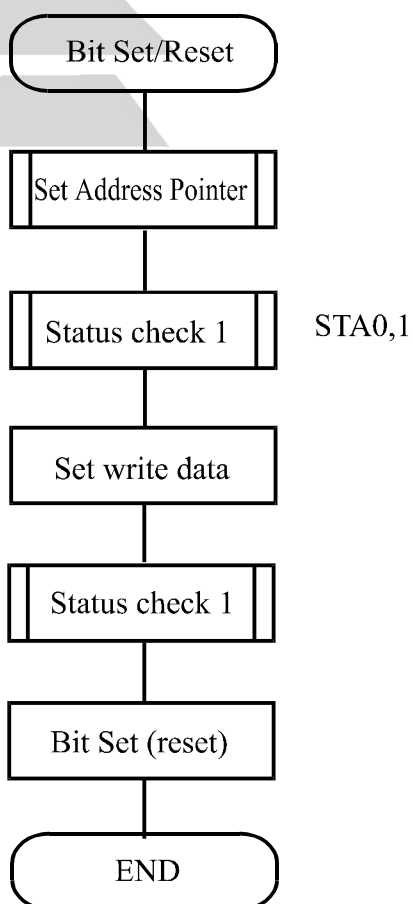 Bit Set/Reset
Set Address Pointer
Status check 1
STA0,1
Set write data
Status check 1
Bit Set (reset)
END